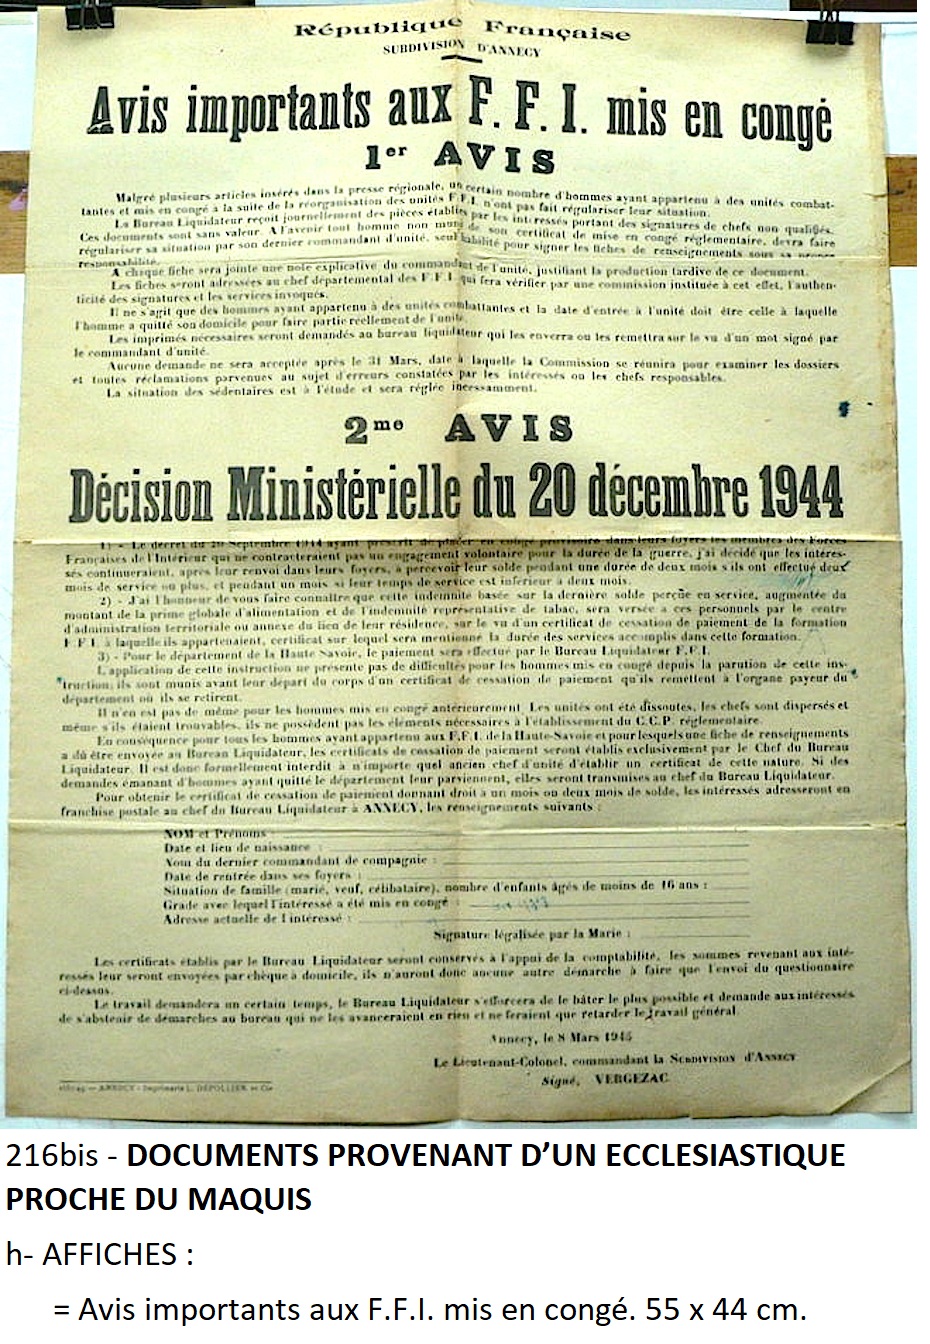 République Française
SUBDIVISION D'ANNECY
Avis importants aux F. F. I. mis en congé
1er AVIS
Malgré plusieurs articles insérés dans la presse régionale, un certain nombre d'hommes ayant appartenu à des unités combat-
tantes et mis en congé à la suite de la réorganisation des unités F.F.I. n'ont pas fait régulariser leur situation.
Le Bureau Liquidateur reçoit journellement des pièces établies par les intéressés portant des signatures de chefs non qualifiés.
Ces documents sont sans valeur. A l'avenir tout homme non muni de son certificat de mise en congé réglementaire, devra faire
régulariser sa situation par son dernier commandant d'unité, seul habilité pour signer les fiches de renseignements sous sa propre
responsabilité.
A chaque fiche sera jointe une note explicative du commandant de l'unité, justifiant la production tardive de ce document.
Les fiches seront adressées au chef départemental des F.F.I. qui fera vérifier par une commission instituée à cet effet, l'authen-
ticité des signatures et les services invoqués.
Il ne s'agit que des hommes ayant appartenu à des unités combattantes et la date d'entrée à l'unité doit être celle à laquelle
l'homme a quitté son domicile pour faire partie réellement de l'unité.
Les imprimés nécessaires seront demandés au bureau liquidateur qui les enverra ou les remettra sur le vu d'un mot signé par
le commandant d'unité.
Aucune demande ne sera acceptée après le 31 Mars, date à laquelle la Commission se réunira pour examiner les dossiers
et toutes réclamations parvenues au sujet d'erreurs constatées par les intéressés ou les chefs responsables.
La situation des sédentaires est à l'étude et sera réglée incessamment.
2me AVIS
Décision Ministérielle du 20 décembre 1944
1) - Le décret du 20 Septembre 1944 ayant prescrit de placer en congé provisoire dans leurs foyers les membres des Forces
Françaises de l'Intérieur qui ne contracteraient pas un engagement volontaire pour la durée de la guerre, j'ai décidé que les intéres-
sés continueraient, après leur renvoi dans leurs foyers, à percevoir leur solde pendant une durée de deux mois s'ils ont effectué deux
mois de service ou plus, et pendant un mois si leur temps de service est inférieur à deux mois.
2) - J'ai l'honneur de vous faire connaître que cette indemnité basée sur la dernière solde perçue en service, augmentée du
montant de la prime globale d'alimentation et de l'indemnité représentative de tabac, sera versée à ces personnels par le centre
d'administration territoriale ou annexe du lieu de leur résidence, sur le vu d'un certificat de cessation de paiement de la formation
F.F.I. à laquelle ils appartenaient, certificat sur lequel sera mentionné la durée des services accomplis dans cette formation.
3) - Pour le département de la Haute Savoie, le paiement sera effectué par le Bureau Liquidateur F.F.I.
L'application de cette instruction ne présente pas de difficultés pour les hommes mis en congé depuis la parution de cette ins-
truction; ils sont munis avant leur départ du corps d'un certificat de cessation de paiement qu'ils remettent à l'organe payeur du
département où ils se retirent.
Il n'en est pas de même pour les hommes mis en congé antérieurement. Les unités ont été dissoutes, les chefs sont dispersés et
même s'ils étaient trouvables, ils ne possèdent pas les éléments nécessaires à l'établissement du C.C.P. réglementaire.
En conséquence pour tous les hommes ayant appartenu aux F.F.I. de la Haute-Savoie et pour lesquels une fiche de renseignements
a dû être envoyée au Bureau Liquidateur, les certificats de cessation de paiement seront établis exclusivement par le Chef du Bureau
Liquidateur. Il est donc formellement interdit à n'importe quel ancien chef d'unité d'établir un certificat de cette nature. Si des
demandes émanant d'hommes ayant quitté le département leur parviennent, elles seront transmises au chef du Bureau Liquidateur.
Pour obtenir le certificat de cessation de paiement donnant droit à un mois ou deux mois de solde, les intéressés adresseront en
franchise postale au chef du Bureau Liquidateur à ANNECY, les renseignements suivants :
NOM et Prénoms :
Date et lieu de naissance :
Nom du dernier commandant de compagnie :
Date de rentrée dans ses foyers :
Situation de famille (marié, veuf, célibataire), nombre d'enfants âgés de moins de 16 ans :
Grade avec lequel l'intéressé a été mis en congé :
Adresse actuelle de l'intéressé :
Signature légalisée par la Marie :
Les certificats établis par le Bureau Liquidateur seront conservés à l'appui de la comptabilité, les sommes revenant aux inté-
ressés leur seront envoyées par chèque à domicile, ils n'auront donc aucune autre démarche à faire que l'envoi du questionnaire
ci-dessus.
Le travail demandera un certain temps, le Bureau Liquidateur s'efforcera de le hâter le plus possible et demande aux intéressés
de s'abstenir de démarches au bureau qui ne les avanceraient en rien et ne feraient que retarder le travail général.
Annecy, le 8 Mars 1945
Le Lieutenant-Colonel, commandant la SUBDIVISION d'ANNECY
Signé, VERGEZAC
ANNECY - Imprimerie L. DÉPOLLIER et Cie
216bis - DOCUMENTS PROVENANT D'UN ECCLESIASTIQUE
PROCHE DU MAQUIS
h- AFFICHES :
= Avis importants aux F.F.I. mis en congé. 55 x 44 cm.